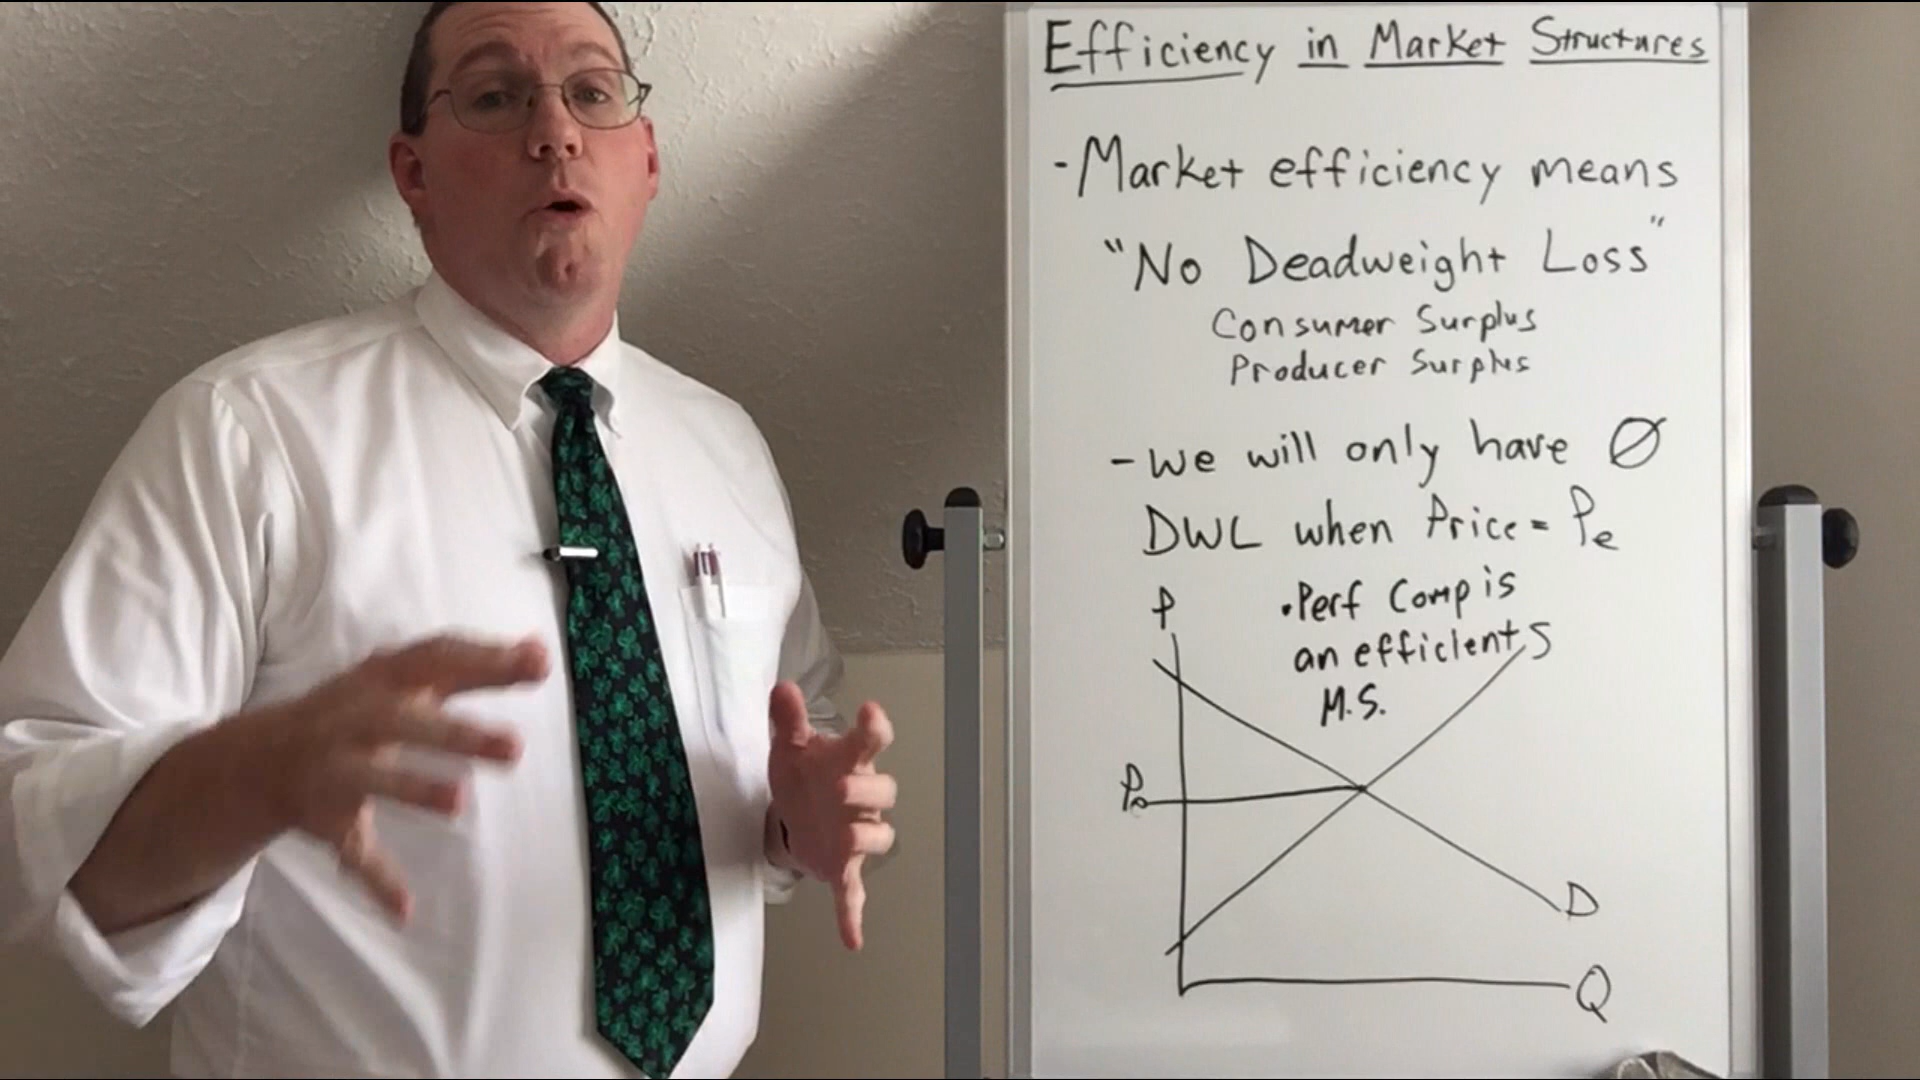 Efficiency in Market Structures
-Market efficiency means
"No Deadweight Loss"
Consumer Surplus
Producer Surplus
-We will only have Ø
DWL when Price = Pe
P
•Perf Comp is
an efficient
S
M.S.
Pe
D
Q